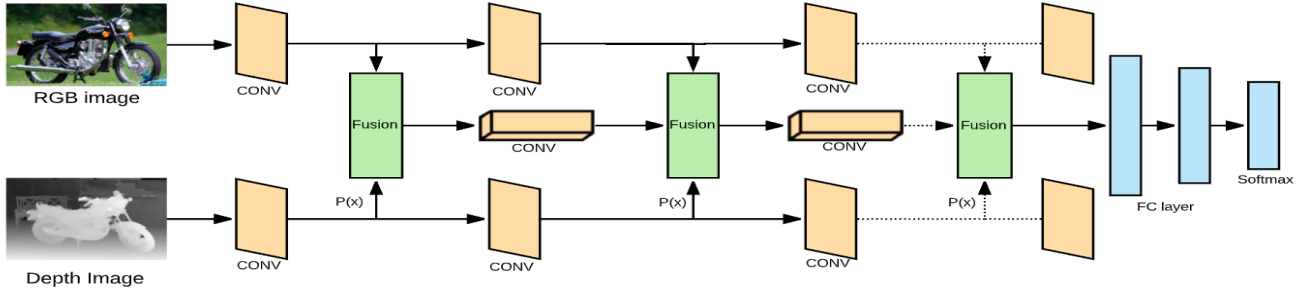 RGB image
CONV
CONV
CONV
Fusion
Fusion
Fusion
CONV
CONV
P(x)
P(x)
P(x)
CONV
CONV
CONV
FC layer
Softmax
Depth Image